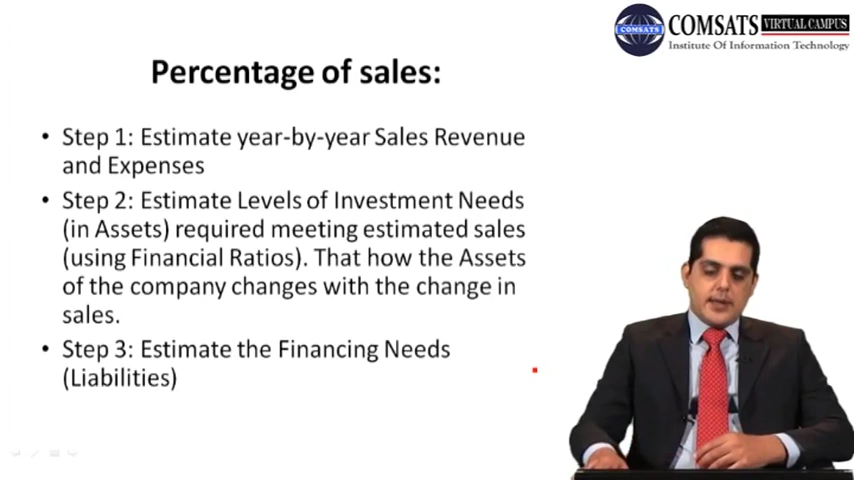 COMSATS VIRTUAL CAMPUS
Institute Of Information Technology
COMSATS
Percentage of sales:
• Step 1: Estimate year-by-year Sales Revenue
and Expenses
• Step 2: Estimate Levels of Investment Needs
(in Assets) required meeting estimated sales
(using Financial Ratios). That how the Assets
of the company changes with the change in
sales.
• Step 3: Estimate the Financing Needs
(Liabilities)